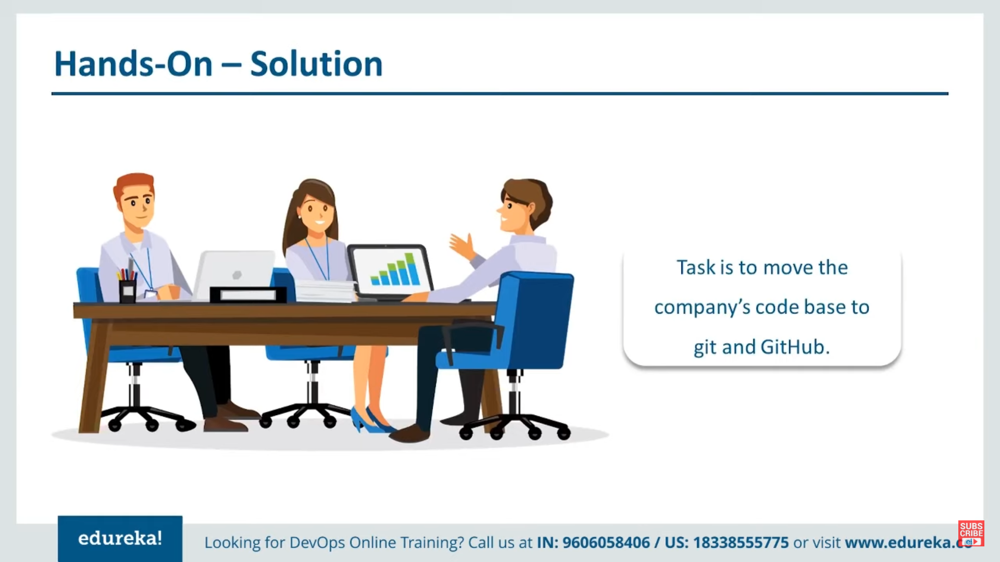 Hands-On – Solution
Task is to move the
company’s code base to
git and GitHub.
edureka!
Looking for DevOps Online Training? Call us at IN: 9606058406 / US: 18338555775 or visit www.edureka.co
SUBS
CRIBE
e!